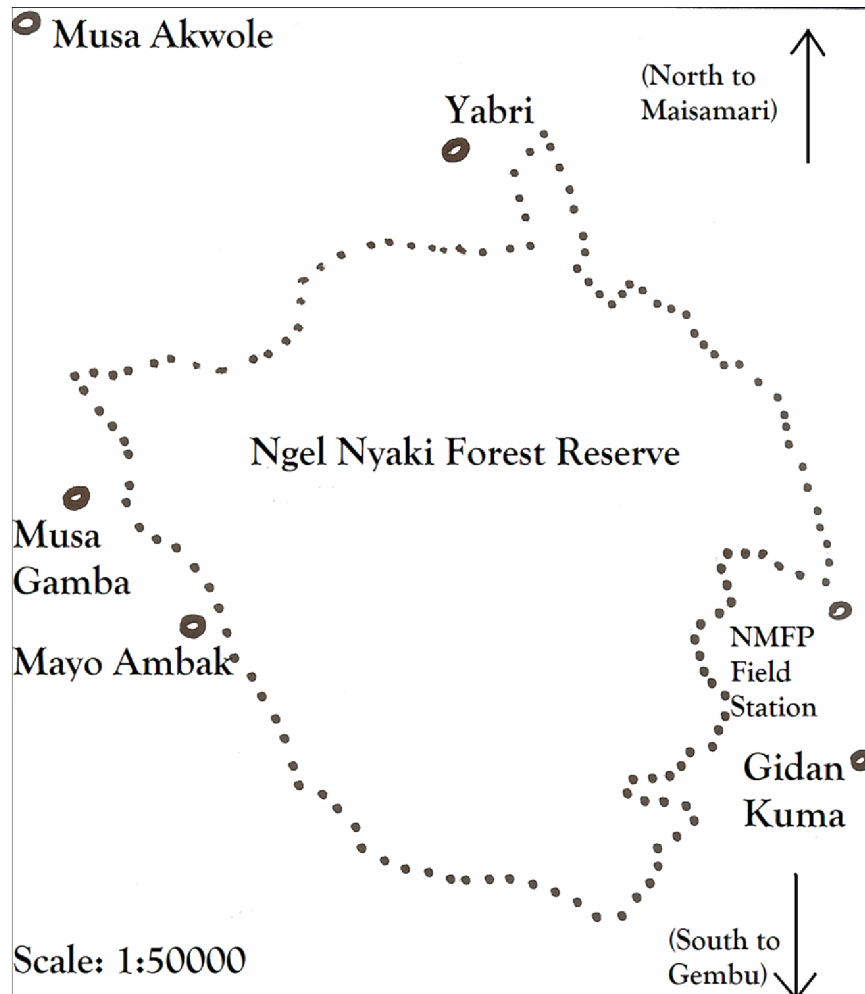 Musa Akwole
(North to
Maisamari)
Yabri
Ngel Nyaki Forest Reserve
Musa
Gamba
Mayo Ambak
NMFP
Field
Station
Gidan
Kuma
(South to
Gembu)
Scale: 1:50000